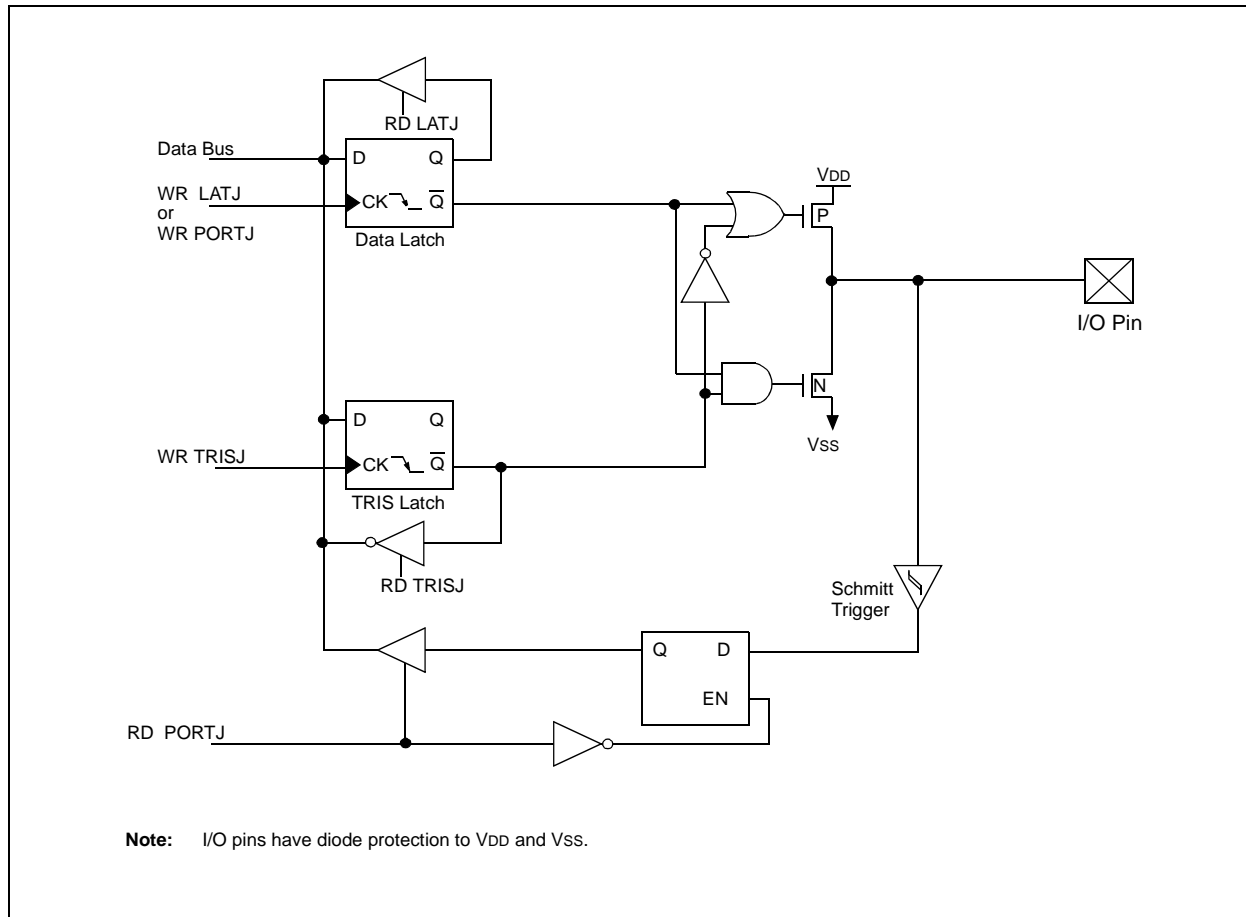 RD LATJ
Data Bus
D Q
WR LATJ
or
WR PORTJ
CK Q
Data Latch
VDD
P
I/O Pin
N
VSS
D Q
WR TRISJ
CK Q
TRIS Latch
RD TRISJ
Schmitt
Trigger
Q D
EN
RD PORTJ
Note: I/O pins have diode protection to VDD and VSS.